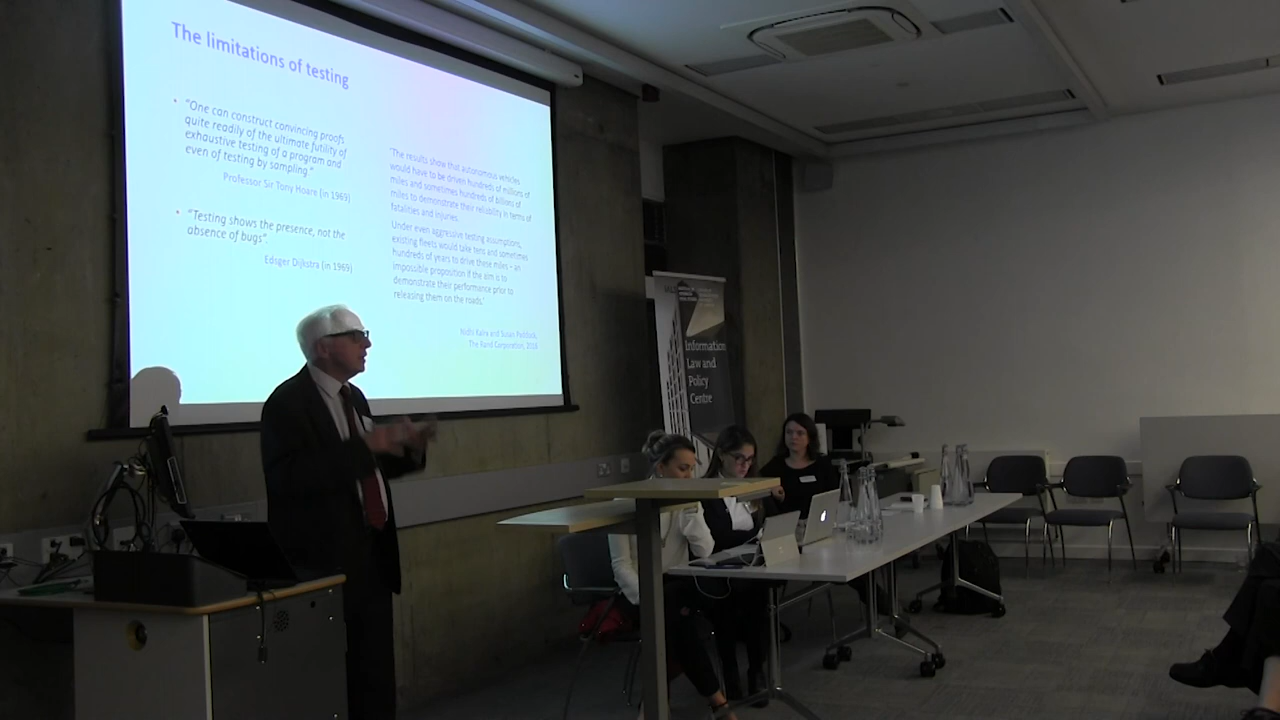 The limitations of testing
• "One can construct convincing proofs
quite readily of the ultimate futility of
exhaustive testing of a program and
even of testing by sampling."
Professor Sir Tony Hoare (in 1969)
• "Testing shows the presence, not the
absence of bugs".
Edsger Dijkstra (in 1969)
'The results show that autonomous vehicles
would have to be driven hundreds of millions of
miles and sometimes hundreds of billions of
miles to demonstrate their reliability in terms of
fatalities and injuries.
Under even aggressive testing assumptions,
existing fleets would take tens and sometimes
hundreds of years to drive these miles – an
impossible proposition if the aim is to
demonstrate their performance prior to
releasing them on the roads.'
Nidhi Kalra and Susan Paddock,
The Rand Corporation, 2016
Information
Law and
Policy
Centre